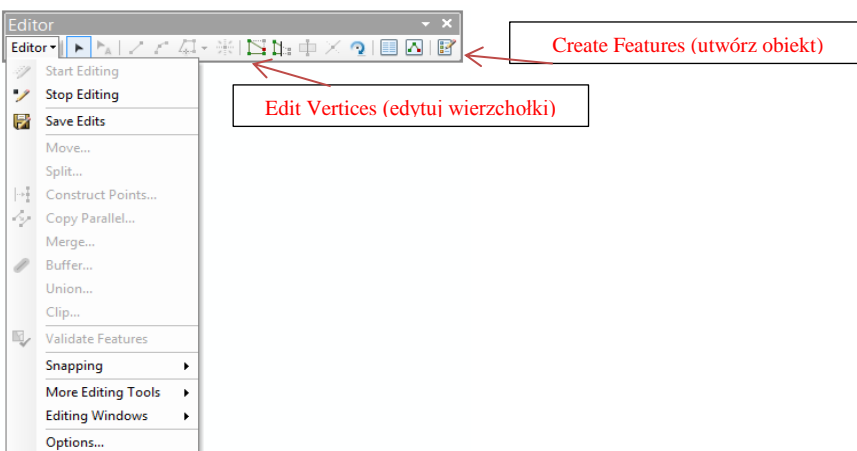 Editor
Editor
Create Features (utwórz obiekt)
Edit Vertices (edytuj wierzchołki)
Start Editing
Stop Editing
Save Edits
Move...
Split...
Construct Points...
Copy Parallel...
Merge...
Buffer...
Union...
Clip...
Validate Features
Snapping
More Editing Tools
Editing Windows
Options...